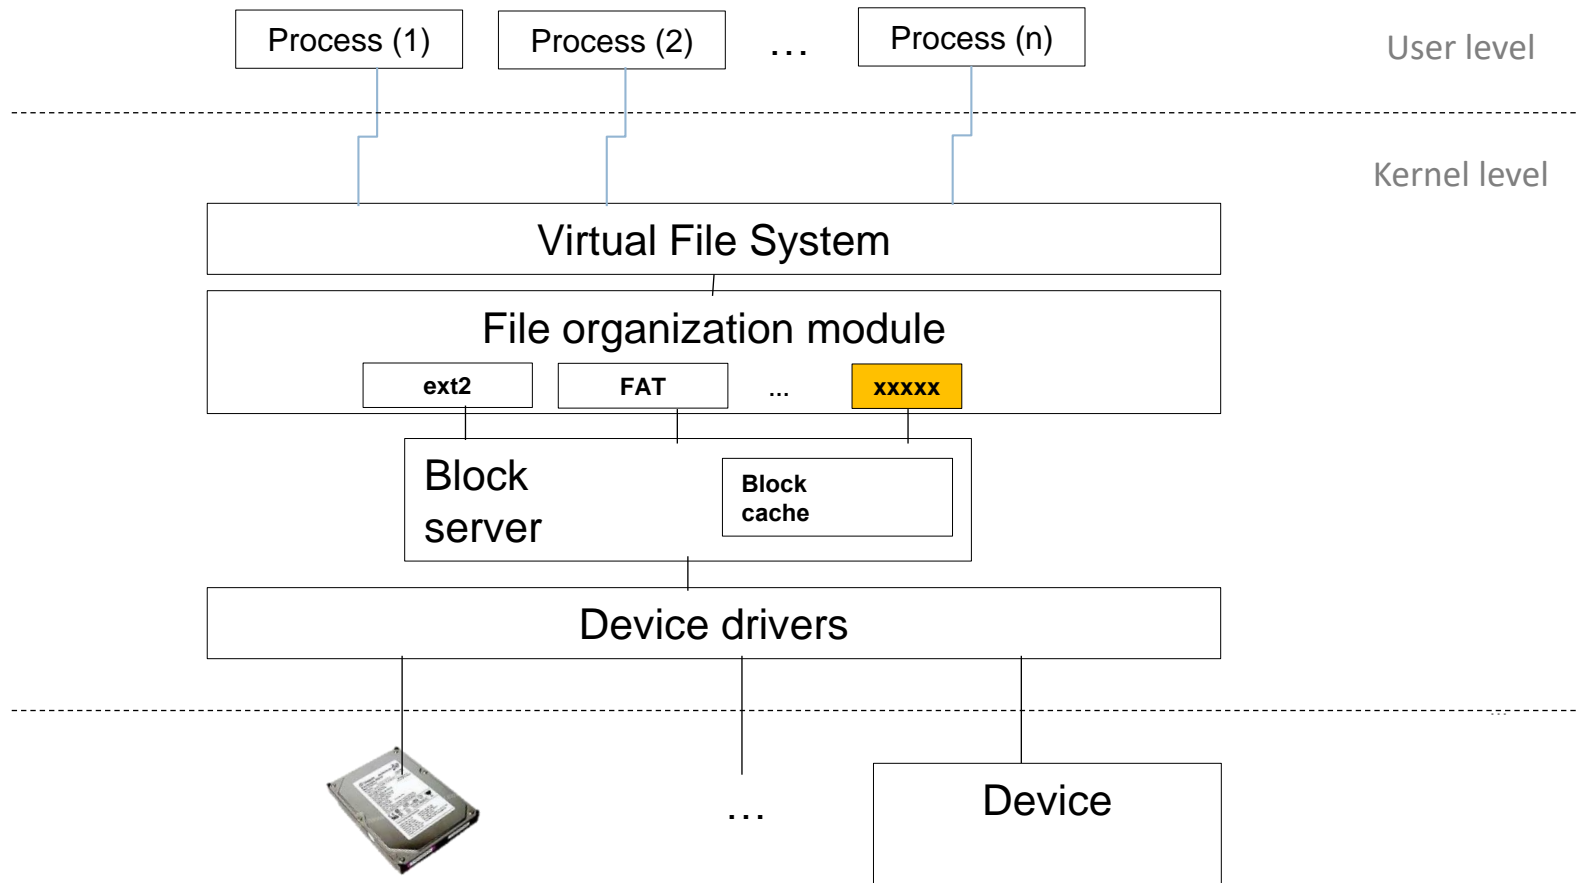 Process (1)
Process (2)
...
Process (n)
User level
Kernel level
Virtual File System
File organization module
ext2
FAT
...
xxxxx
Block
server
Block
cache
Device drivers
...
...
Device